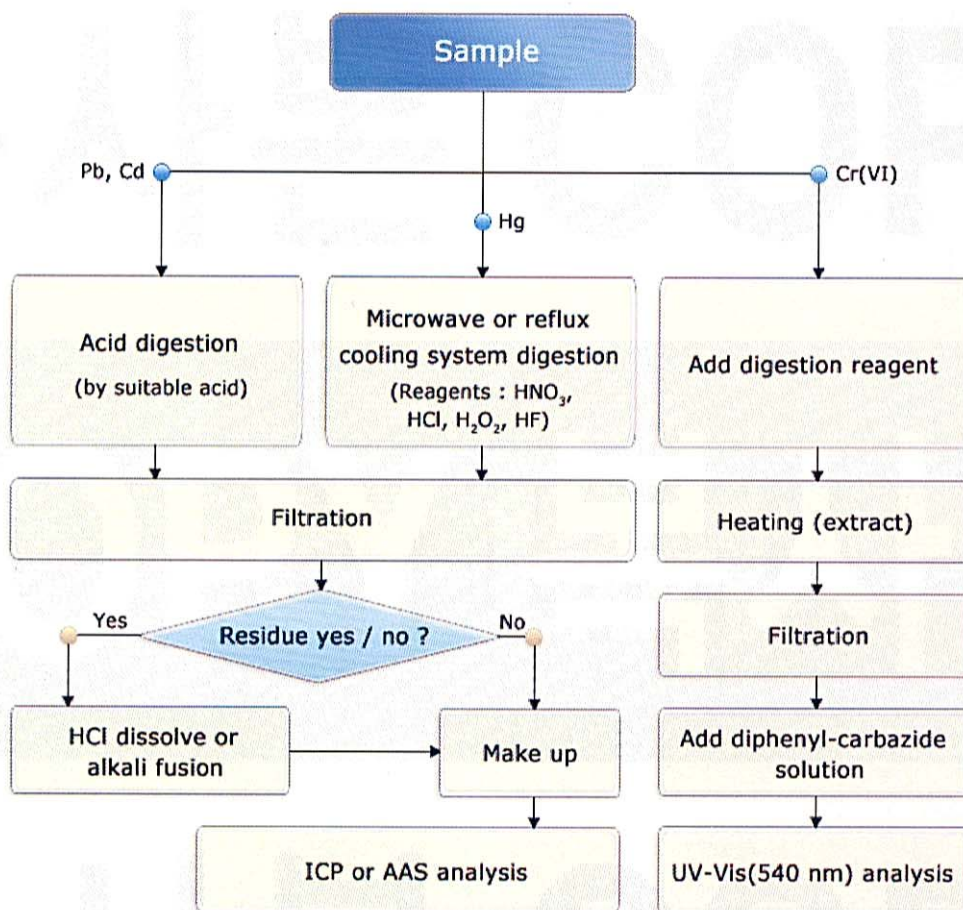 Sample
Pb, Cd
Cr(VI)
Hg
Acid digestion
(by suitable acid)
Microwave or reflux
cooling system digestion
(Reagents : HNO₃,
HCl, H₂O₂, HF)
Add digestion reagent
Filtration
Heating (extract)
Yes
Residue yes / no ?
No
Filtration
HCl dissolve or
alkali fusion
Make up
Add diphenyl-carbazide
solution
ICP or AAS analysis
UV-Vis(540 nm) analysis